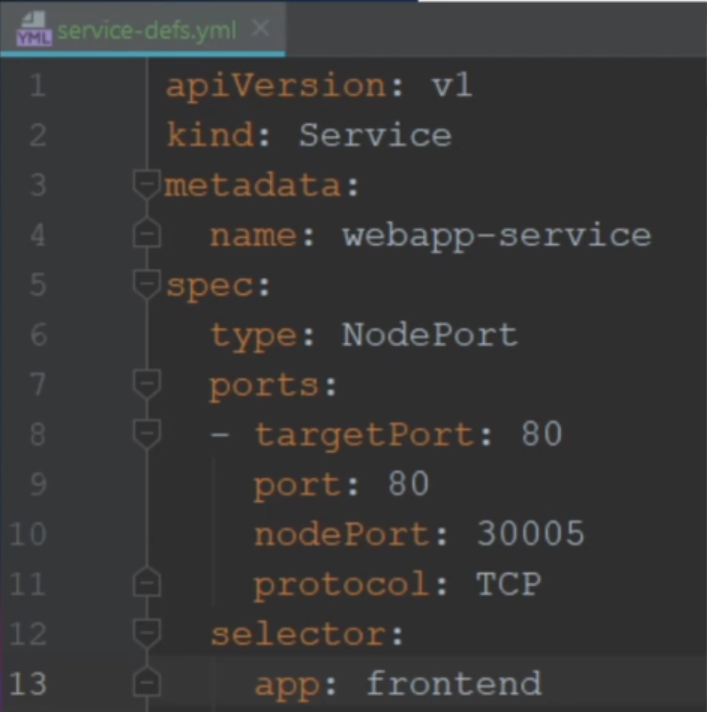 YML service-defs.yml ×
1 apiVersion: v1
2 kind: Service
3 metadata:
4   name: webapp-service
5 spec:
6   type: NodePort
7   ports:
8   - targetPort: 80
9     port: 80
10     nodePort: 30005
11     protocol: TCP
12   selector:
13     app: frontend